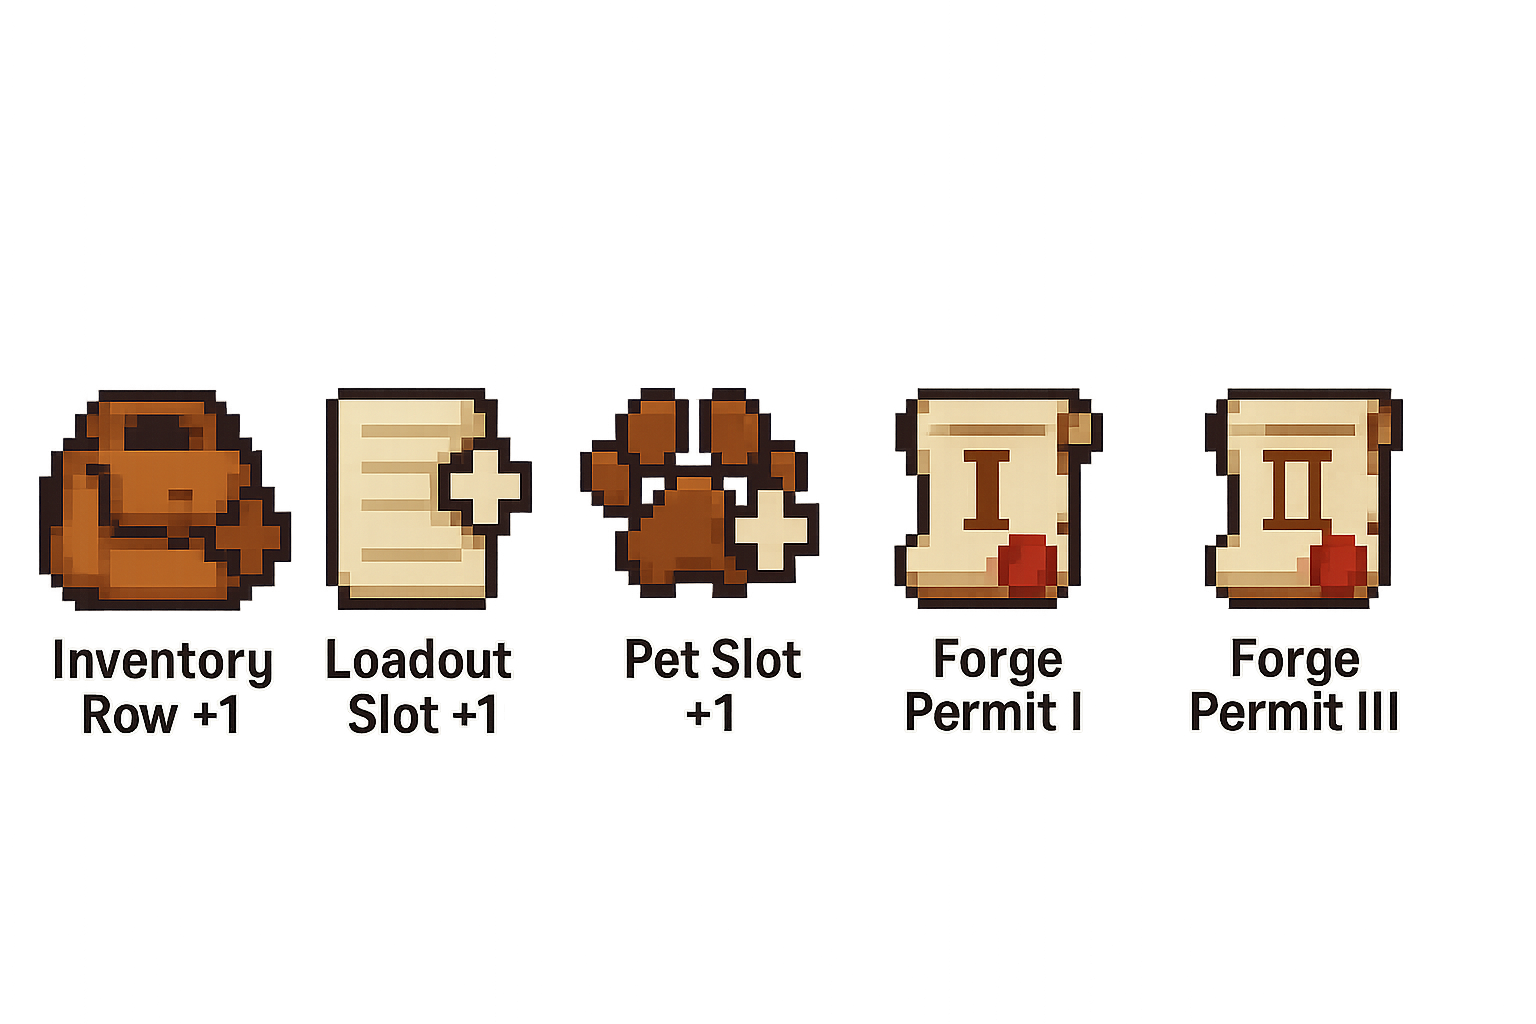 I
II
Inventory
Row +1
Loadout
Slot +1
Pet Slot
+1
Forge
Permit I
Forge
Permit III